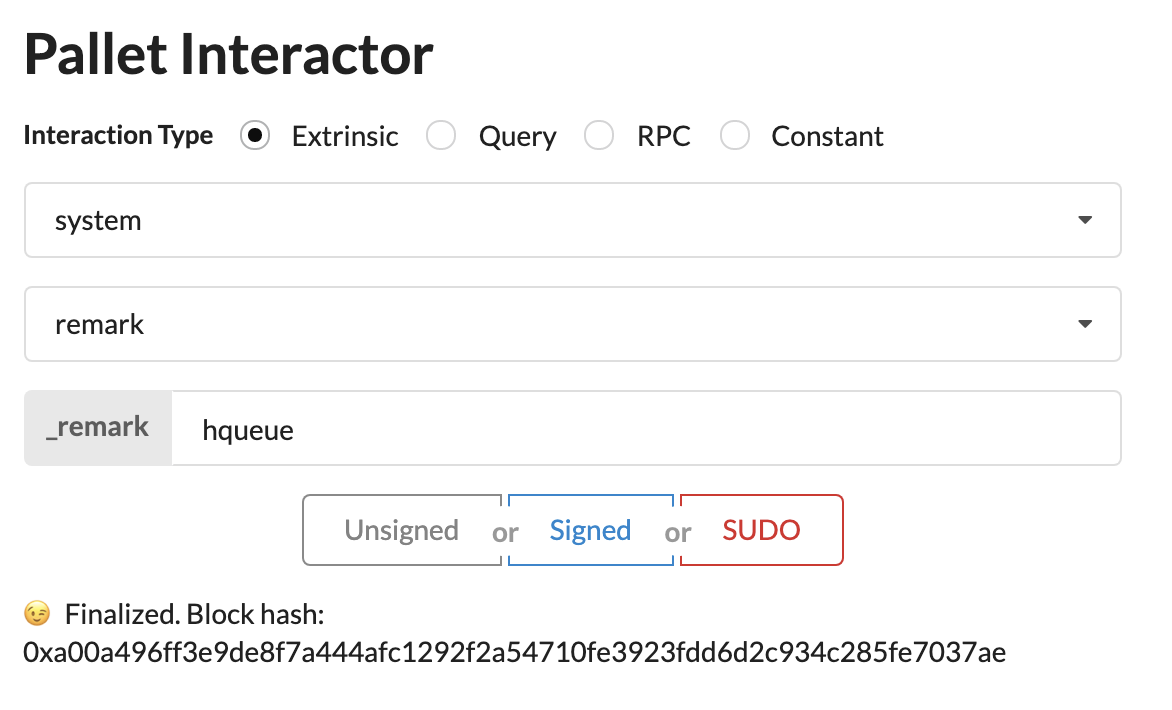 Pallet Interactor
Interaction Type Extrinsic Query RPC Constant
system
remark
_remark hqueue
Unsigned or Signed or SUDO
😉 Finalized. Block hash:
0xa00a496ff3e9de8f7a444afc1292f2a54710fe3923fdd6d2c934c285fe7037ae